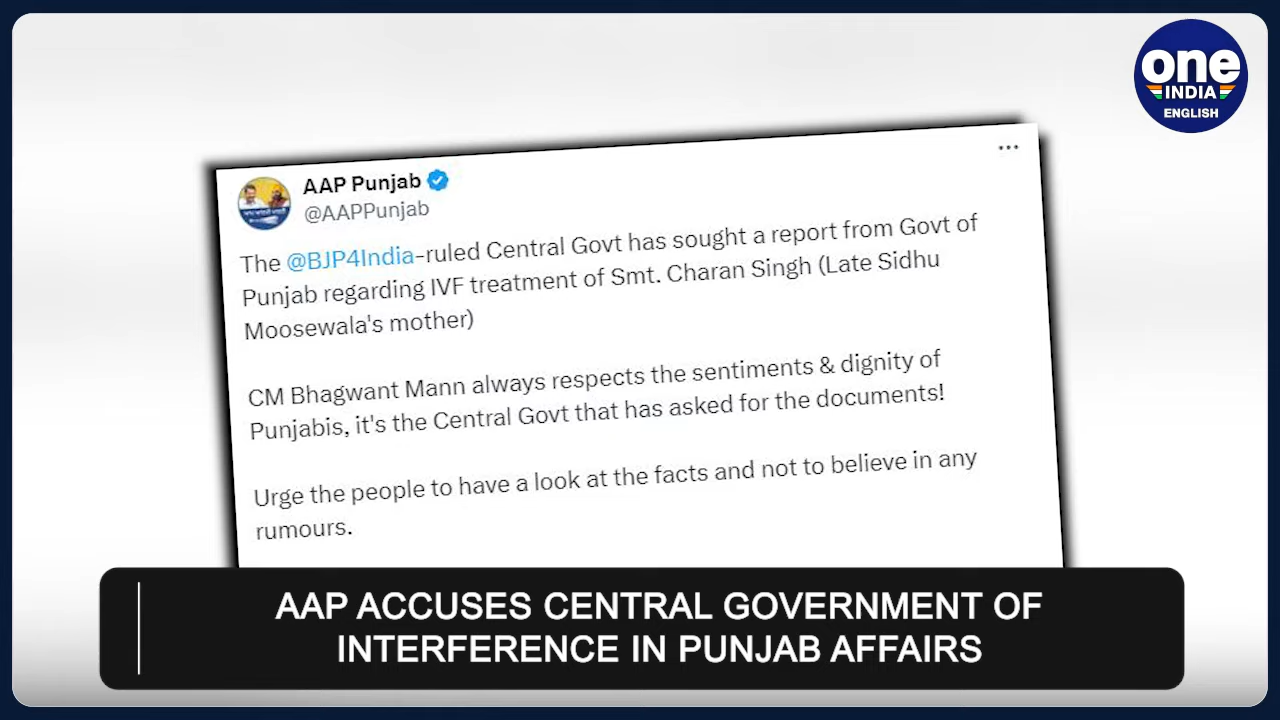 one
INDIA
ENGLISH
AAP Punjab
@AAPPunjab
The @BJP4India-ruled Central Govt has sought a report from Govt of
Punjab regarding IVF treatment of Smt. Charan Singh (Late Sidhu
Moosewala's mother)
CM Bhagwant Mann always respects the sentiments & dignity of
Punjabis, it's the Central Govt that has asked for the documents!
Urge the people to have a look at the facts and not to believe in any
rumours.
AAP ACCUSES CENTRAL GOVERNMENT OF
INTERFERENCE IN PUNJAB AFFAIRS